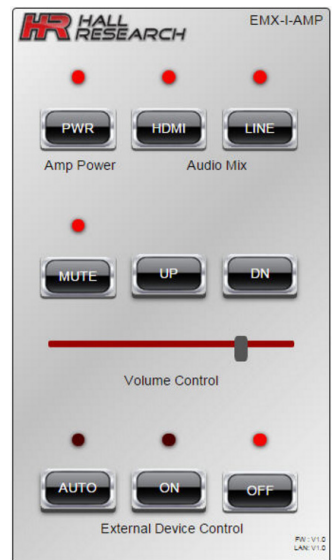 HR HALL RESEARCH
EMX-I-AMP
PWR HDMI LINE
Amp Power Audio Mix
MUTE UP DN
Volume Control
AUTO ON OFF
External Device Control
FW: V1.0
LAN: V1.0